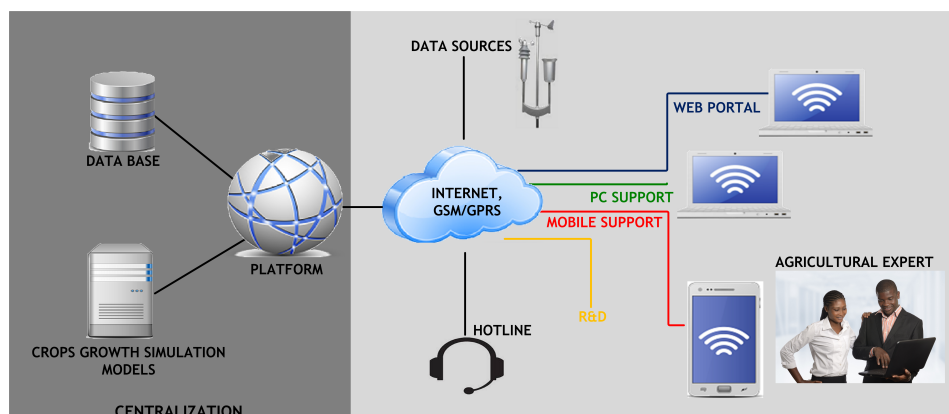 DATA SOURCES
WEB PORTAL
DATA BASE
INTERNET,
GSM/GPRS
PC SUPPORT
MOBILE SUPPORT
PLATFORM
AGRICULTURAL EXPERT
R&D
HOTLINE
CROPS GROWTH SIMULATION
MODELS
CENTRALIZATION